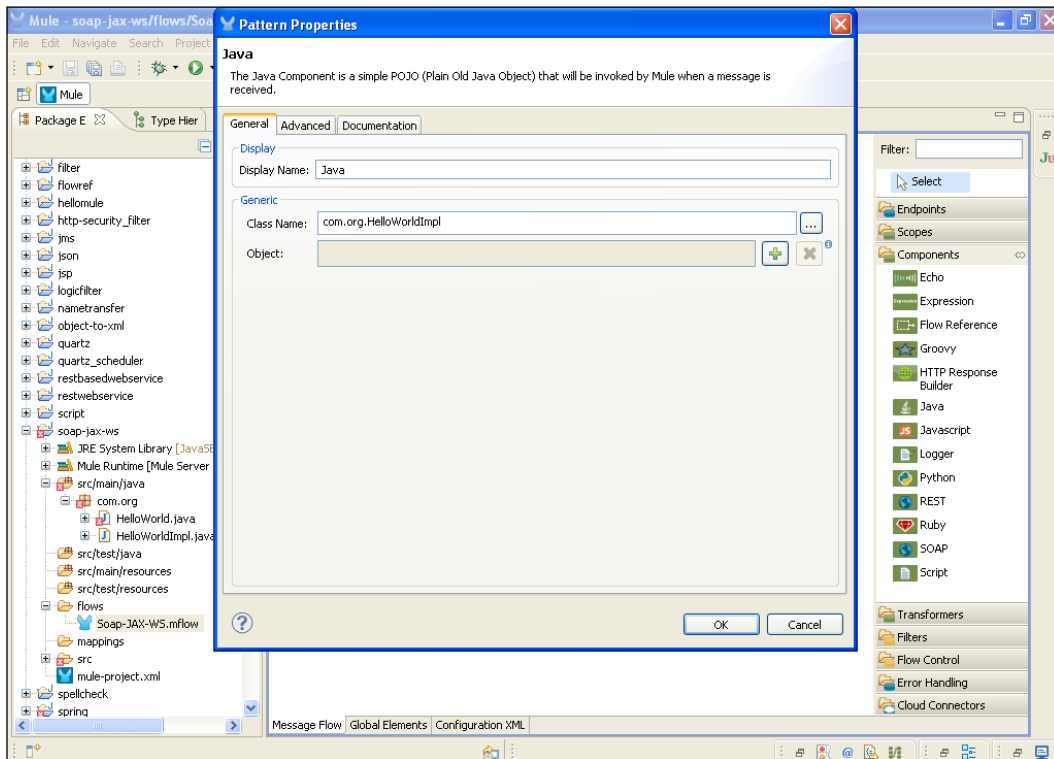 Mule - soap-jax-ws/flows/Soa
File Edit Navigate Search Project
Mule
Package E
Type Hier
filter
flowref
hellomule
http-security_filter
jms
json
jsp
logicfilter
nametransfer
object-to-xml
quartz
quartz_scheduler
restbasedwebservice
restwebservice
script
soap-jax-ws
JRE System Library [JavaSE
Mule Runtime [Mule Server
src/main/java
com.org
HelloWorld.java
HelloWorldImpl.java
src/test/java
src/main/resources
src/test/resources
flows
Soap-JAX-WS.mflow
mappings
src
mule-project.xml
spellcheck
spring
Pattern Properties
Java
The Java Component is a simple POJO (Plain Old Java Object) that will be invoked by Mule when a message is
received.
General Advanced Documentation
Display
Display Name: Java
Generic
Class Name: com.org.HelloWorldImpl ...
Object:
OK Cancel
Message Flow Global Elements Configuration XML
Filter:
Select
Endpoints
Scopes
Components
Echo
Expression
Flow Reference
Groovy
HTTP Response
Builder
Java
JS Javascript
Logger
Python
REST
Ruby
SOAP
Script
Transformers
Filters
Flow Control
Error Handling
Cloud Connectors
Ju